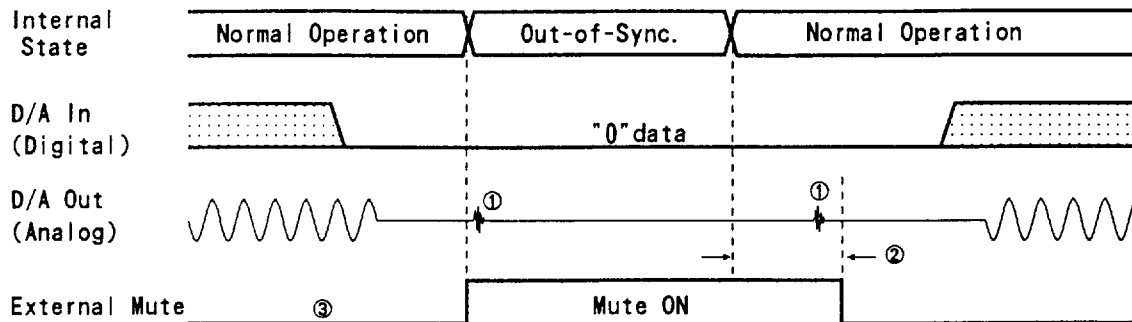 Internal
State
Normal Operation
Out-of-Sync.
Normal Operation
D/A In
(Digital)
"0" data
D/A Out
(Analog)
①
①
②
External Mute
③
Mute ON